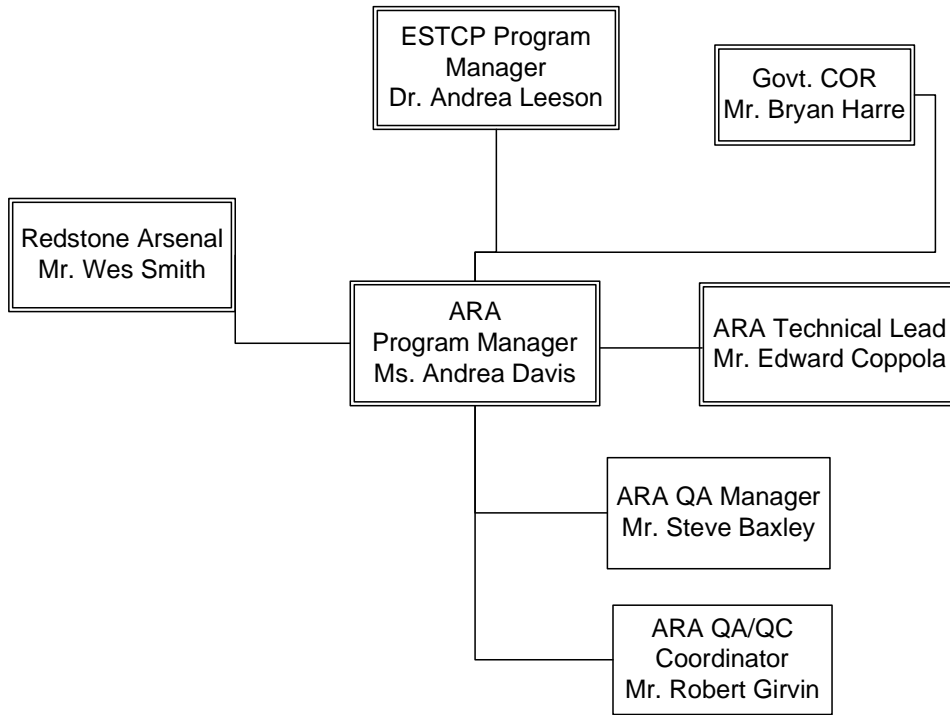 ESTCP Program
Manager
Dr. Andrea Leeson
Govt. COR
Mr. Bryan Harre
Redstone Arsenal
Mr. Wes Smith
ARA
Program Manager
Ms. Andrea Davis
ARA Technical Lead
Mr. Edward Coppola
ARA QA Manager
Mr. Steve Baxley
ARA QA/QC
Coordinator
Mr. Robert Girvin